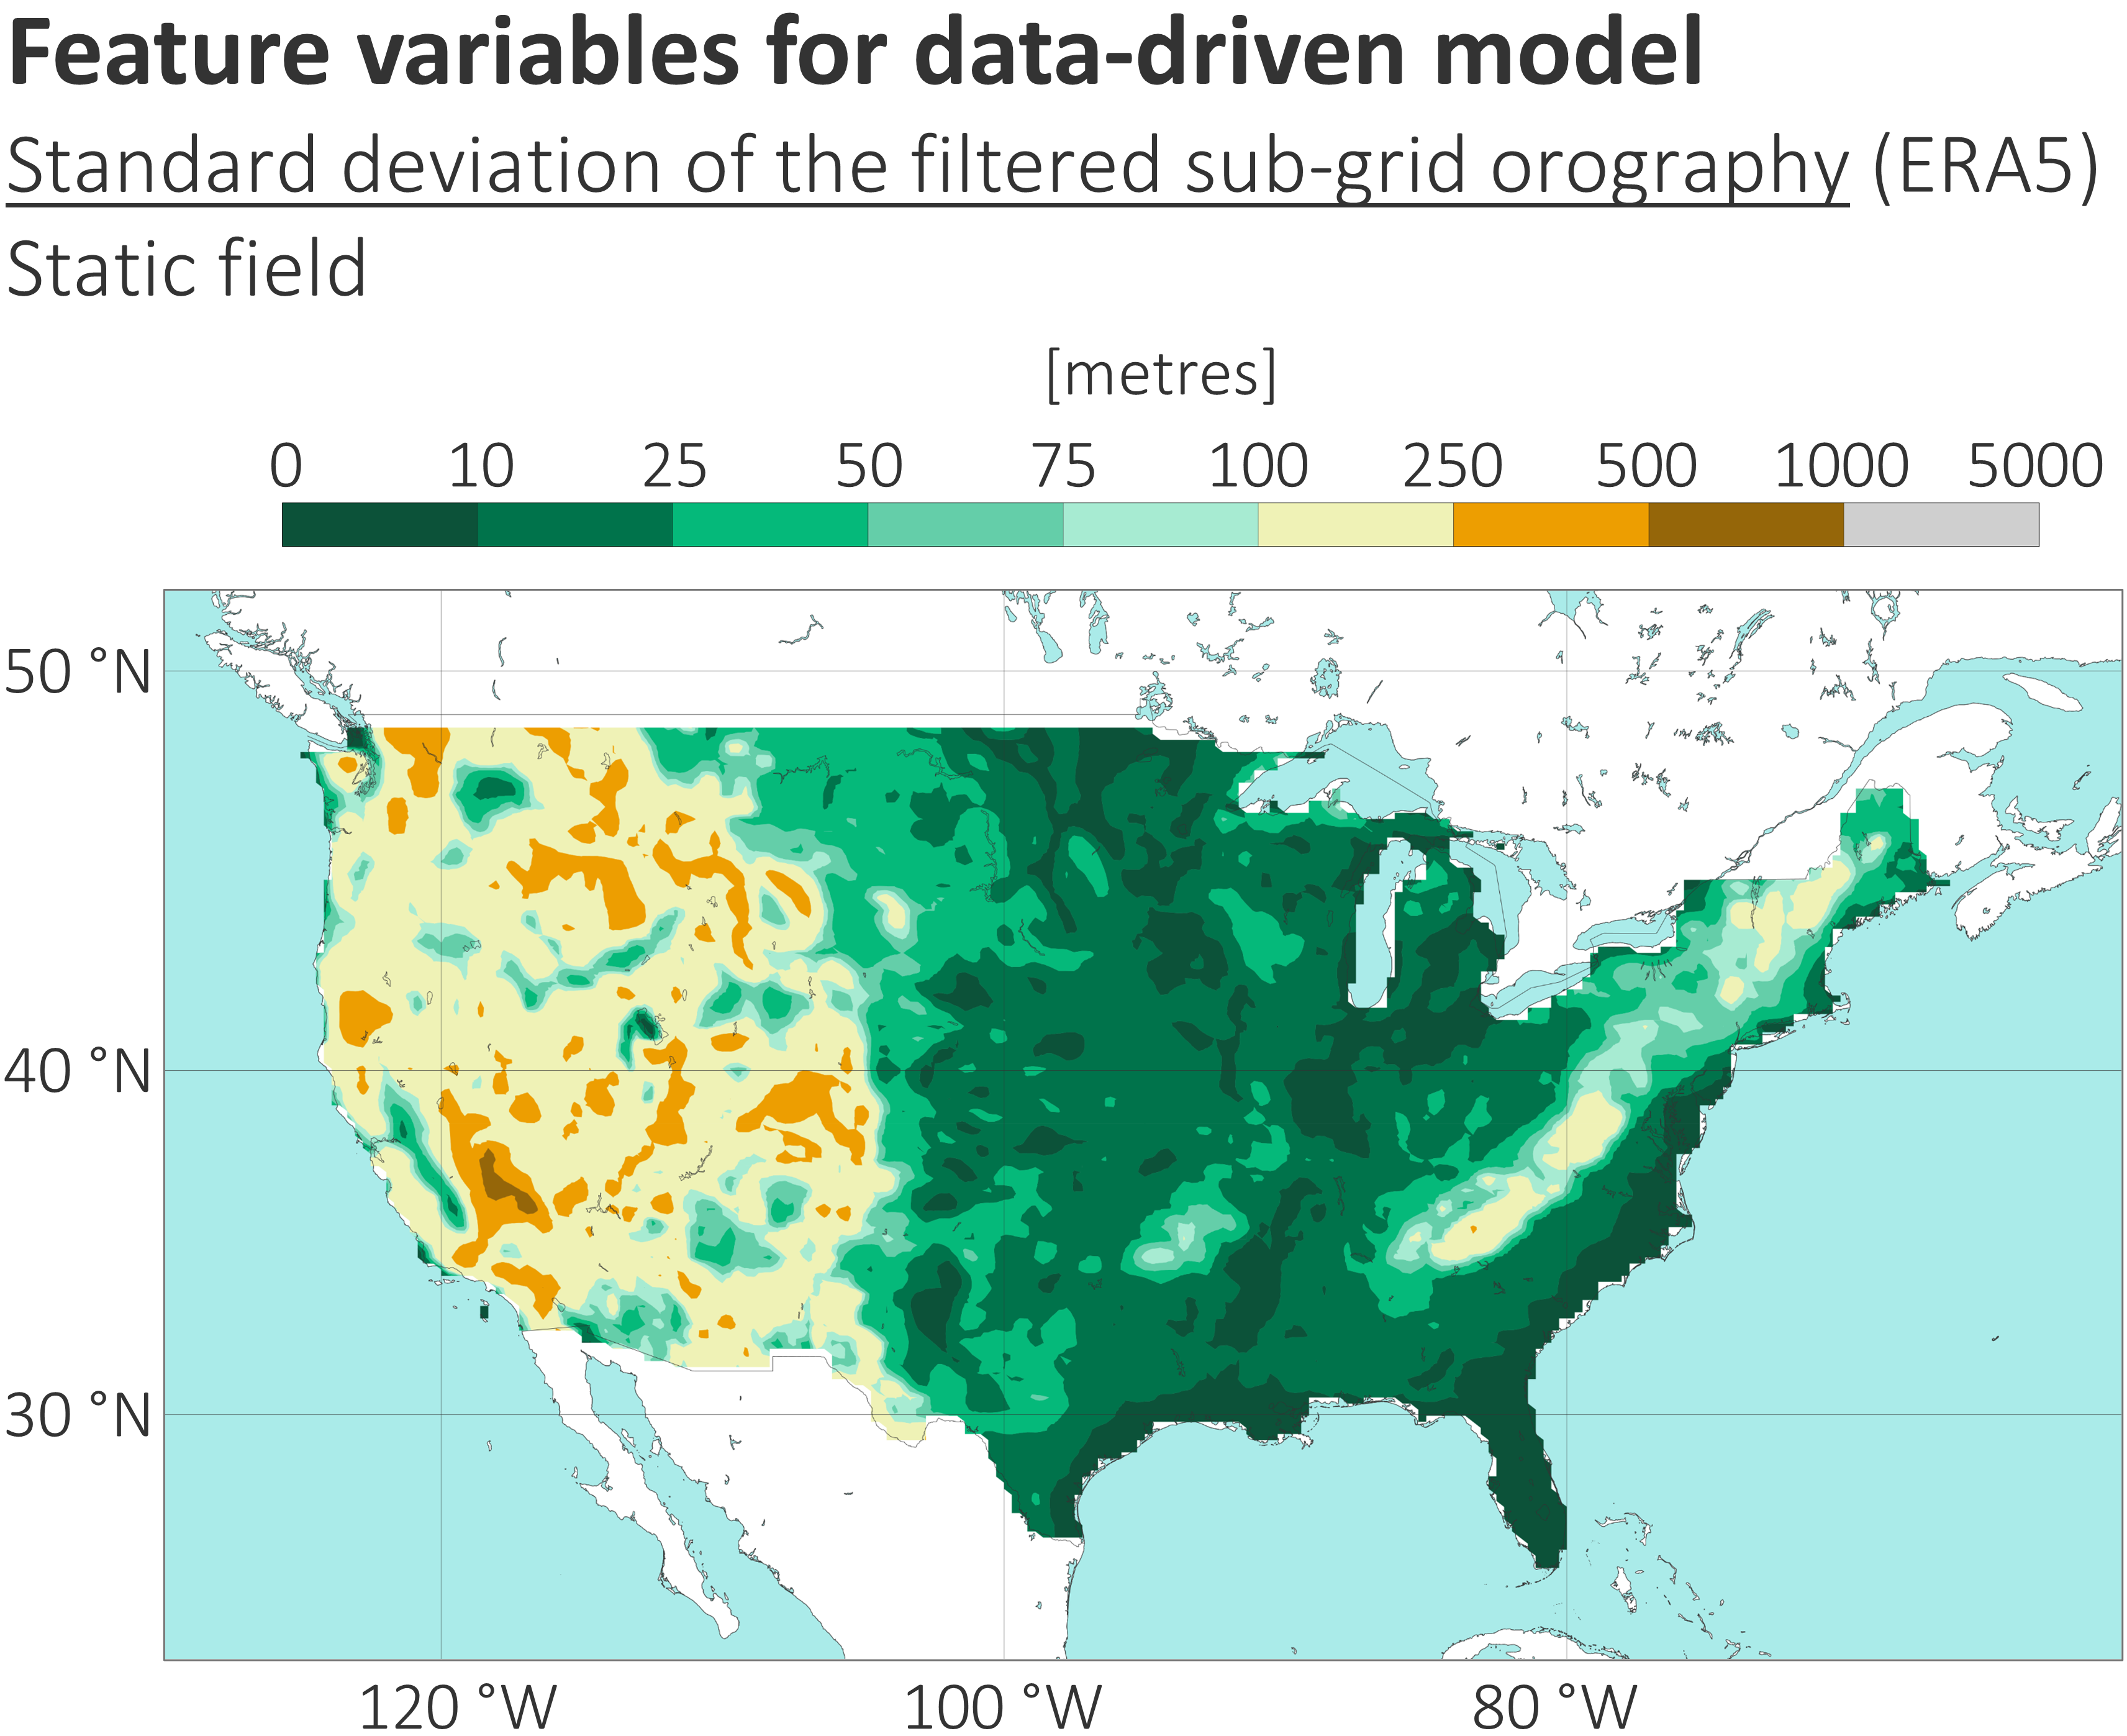 Feature variables for data-driven model
Standard deviation of the filtered sub-grid orography (ERA5)
Static field
[metres]
0 10 25 50 75 100 250 500 1000 5000
50 °N
40 °N
30 °N
120 °W 100 °W 80 °W